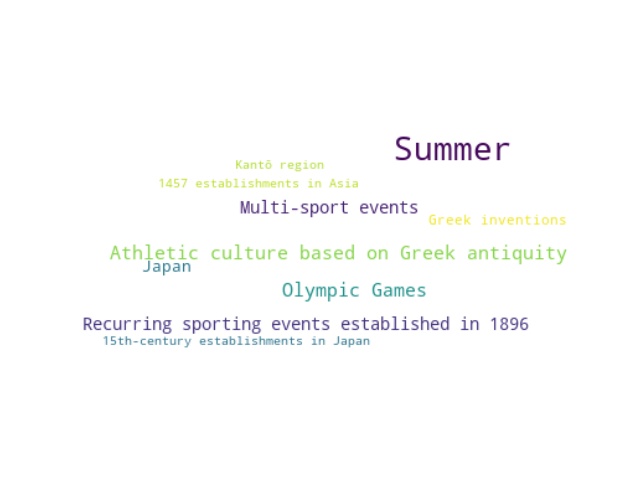 Summer
Kantō region
1457 establishments in Asia
Multi-sport events
Greek inventions
Athletic culture based on Greek antiquity
Japan
Olympic Games
Recurring sporting events established in 1896
15th-century establishments in Japan